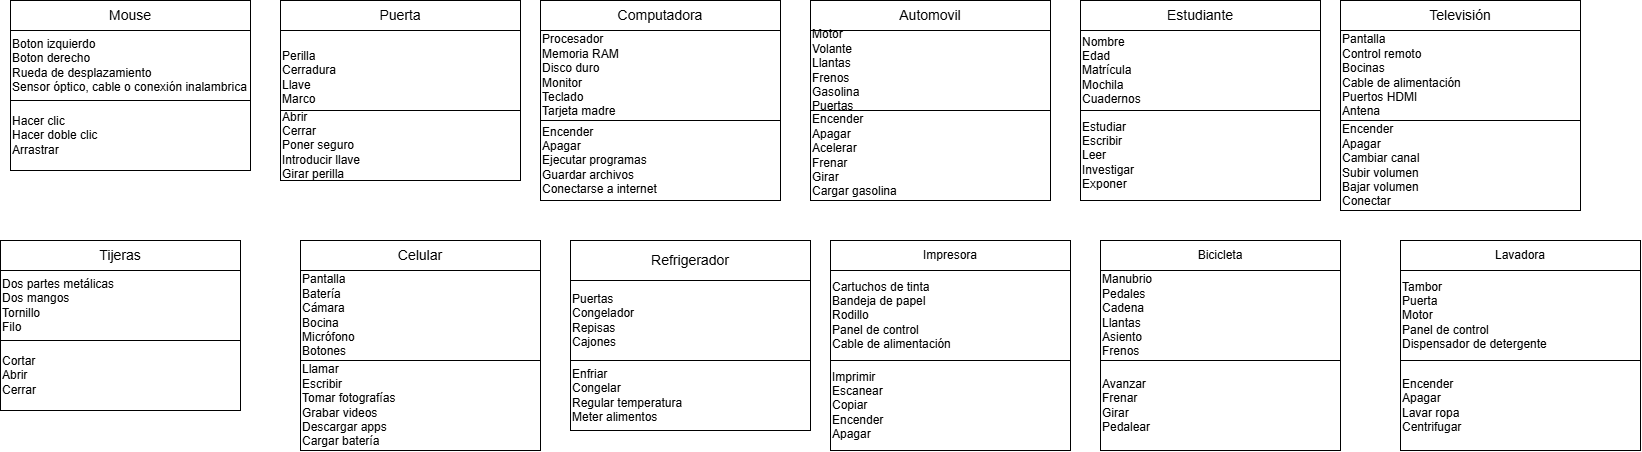 Mouse
Boton izquierdo
Boton derecho
Rueda de desplazamiento
Sensor óptico, cable o conexión inalambrica
Hacer clic
Hacer doble clic
Arrastrar
Puerta
Perilla
Cerradura
Llave
Marco
Abrir
Cerrar
Poner seguro
Introducir llave
Girar perilla
Computadora
Procesador
Memoria RAM
Disco duro
Monitor
Teclado
Tarjeta madre
Encender
Apagar
Ejecutar programas
Guardar archivos
Conectarse a internet
Automovil
Motor
Volante
Llantas
Frenos
Gasolina
Puertas
Encender
Apagar
Acelerar
Frenar
Girar
Cargar gasolina
Estudiante
Nombre
Edad
Matrícula
Mochila
Cuadernos
Estudiar
Escribir
Leer
Investigar
Exponer
Televisión
Pantalla
Control remoto
Bocinas
Cable de alimentación
Puertos HDMI
Antena
Encender
Apagar
Cambiar canal
Subir volumen
Bajar volumen
Conectar
Tijeras
Dos partes metálicas
Dos mangos
Tornillo
Filo
Cortar
Abrir
Cerrar
Celular
Pantalla
Batería
Cámara
Bocina
Micrófono
Botones
Llamar
Escribir
Tomar fotografías
Grabar videos
Descargar apps
Cargar batería
Refrigerador
Puertas
Congelador
Repisas
Cajones
Enfriar
Congelar
Regular temperatura
Meter alimentos
Impresora
Cartuchos de tinta
Bandeja de papel
Rodillo
Panel de control
Cable de alimentación
Imprimir
Escanear
Copiar
Encender
Apagar
Bicicleta
Manubrio
Pedales
Cadena
Llantas
Asiento
Frenos
Avanzar
Frenar
Girar
Pedalear
Lavadora
Tambor
Puerta
Motor
Panel de control
Dispensador de detergente
Encender
Apagar
Lavar ropa
Centrifugar